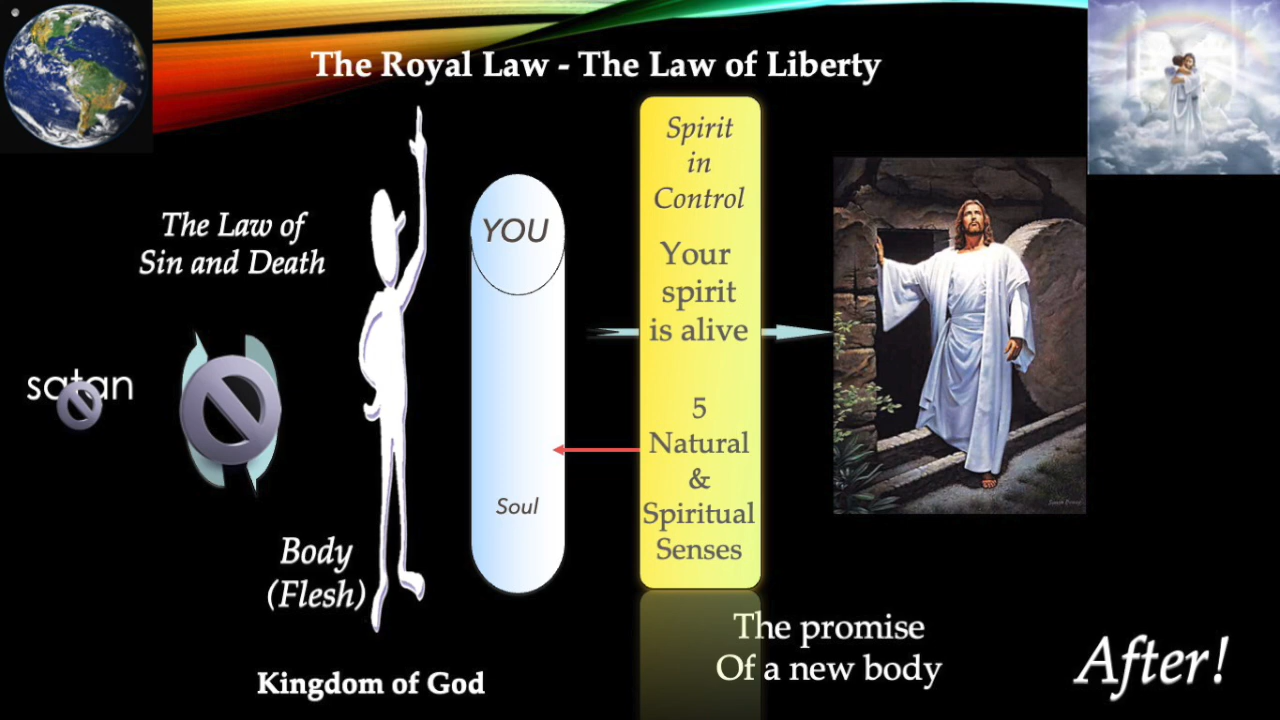 The Royal Law - The Law of Liberty
The Law of
Sin and Death
satan
Body
(Flesh)
Kingdom of God
YOU
Soul
Spirit
in
Control
Your
spirit
is alive
5
Natural
&
Spiritual
Senses
The promise
Of a new body
After!